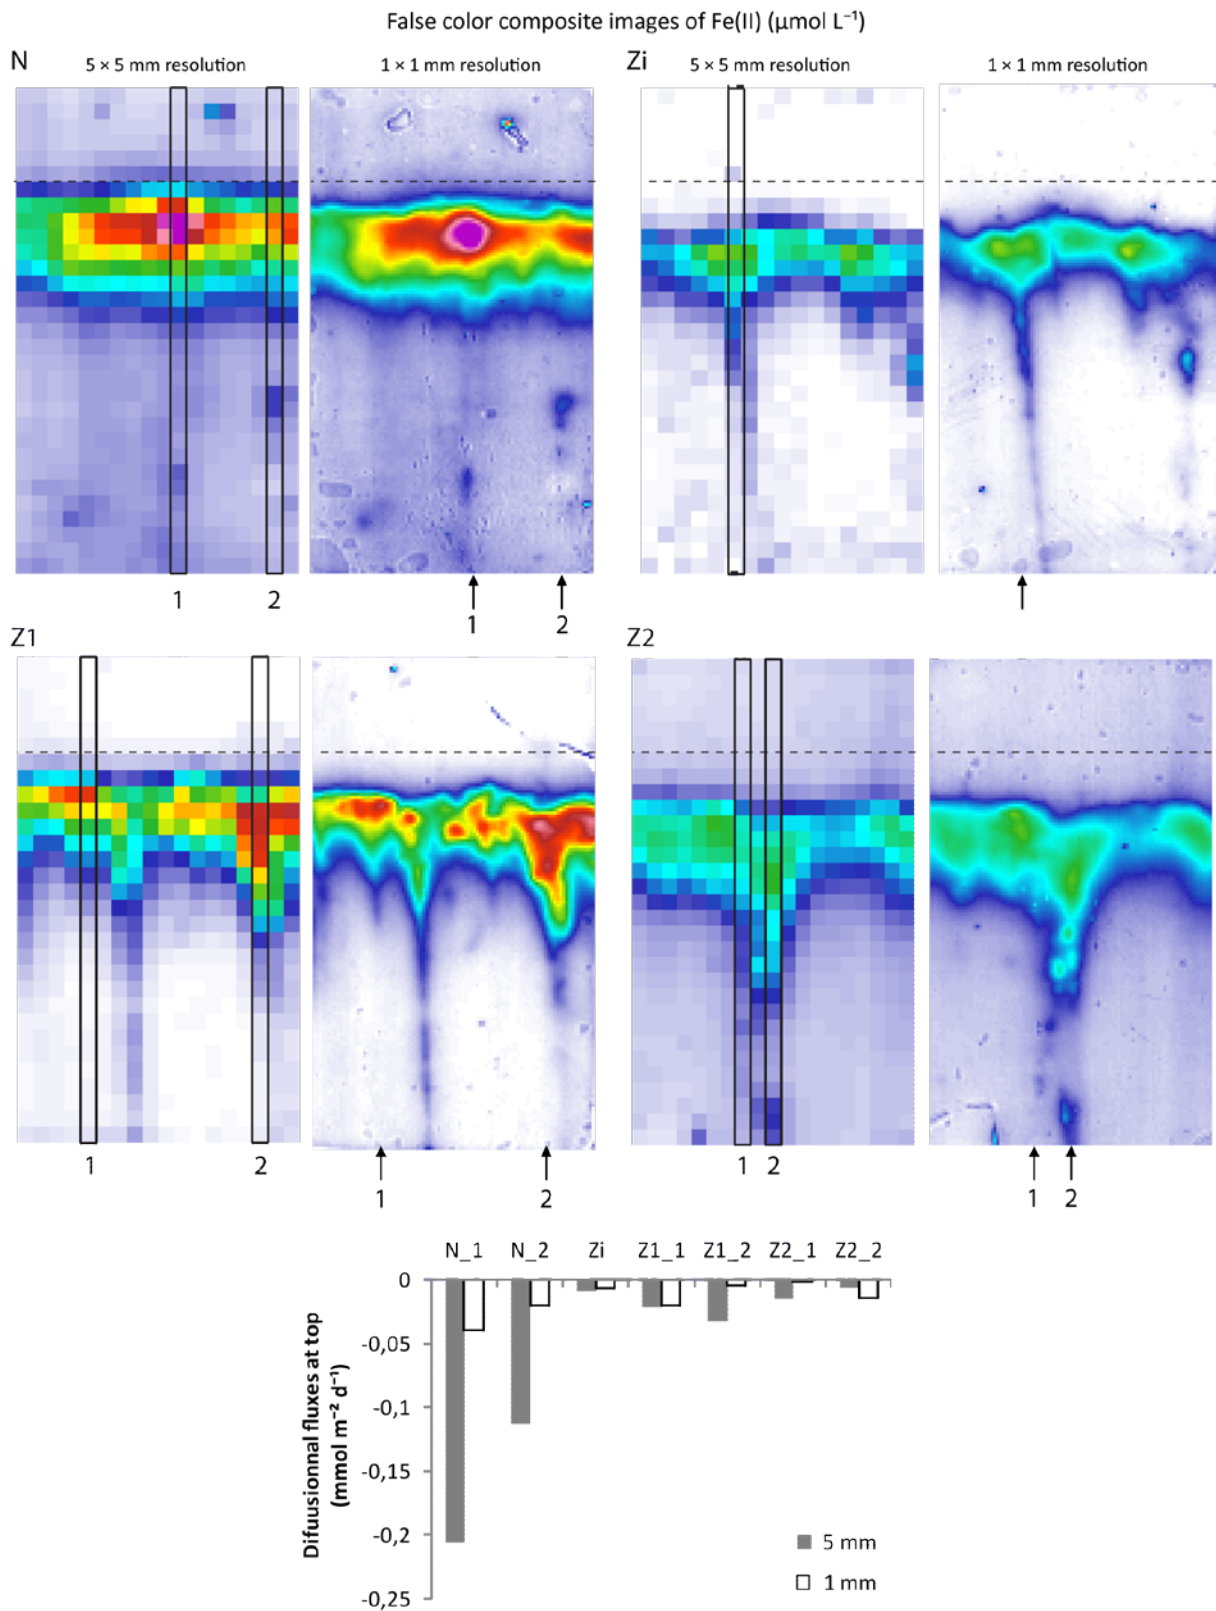 False color composite images of Fe(II) (µmol L⁻¹)
N
5 × 5 mm resolution
1 × 1 mm resolution
Zi
5 × 5 mm resolution
1 × 1 mm resolution
1
2
1
2
Z1
Z2
1
2
1
2
1
2
1
2
N_1 N_2 Zi Z1_1 Z1_2 Z2_1 Z2_2
0
-0,05
-0,1
-0,15
-0,2
-0,25
Difuusionnal fluxes at top
(mmol m⁻² d⁻¹)
5 mm
1 mm